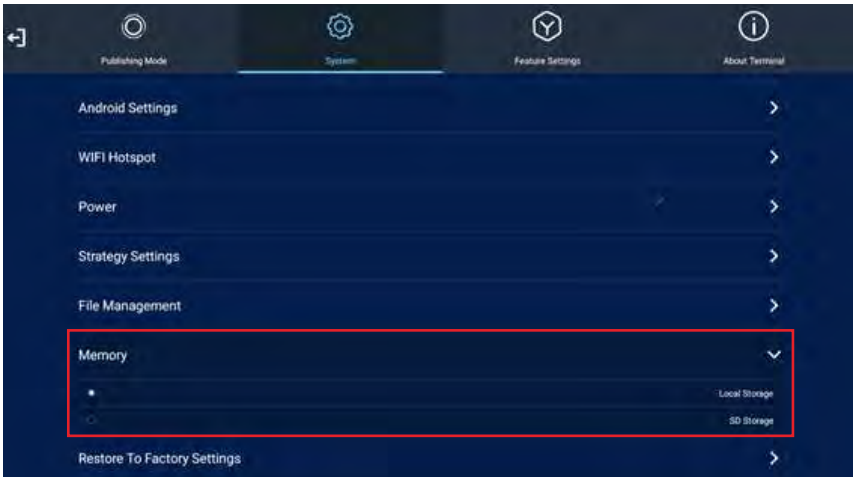 Publishing Mode
System
Feature Settings
About Terminal
Android Settings
WIFI Hotspot
Power
Strategy Settings
File Management
Memory
Local Storage
SD Storage
Restore To Factory Settings